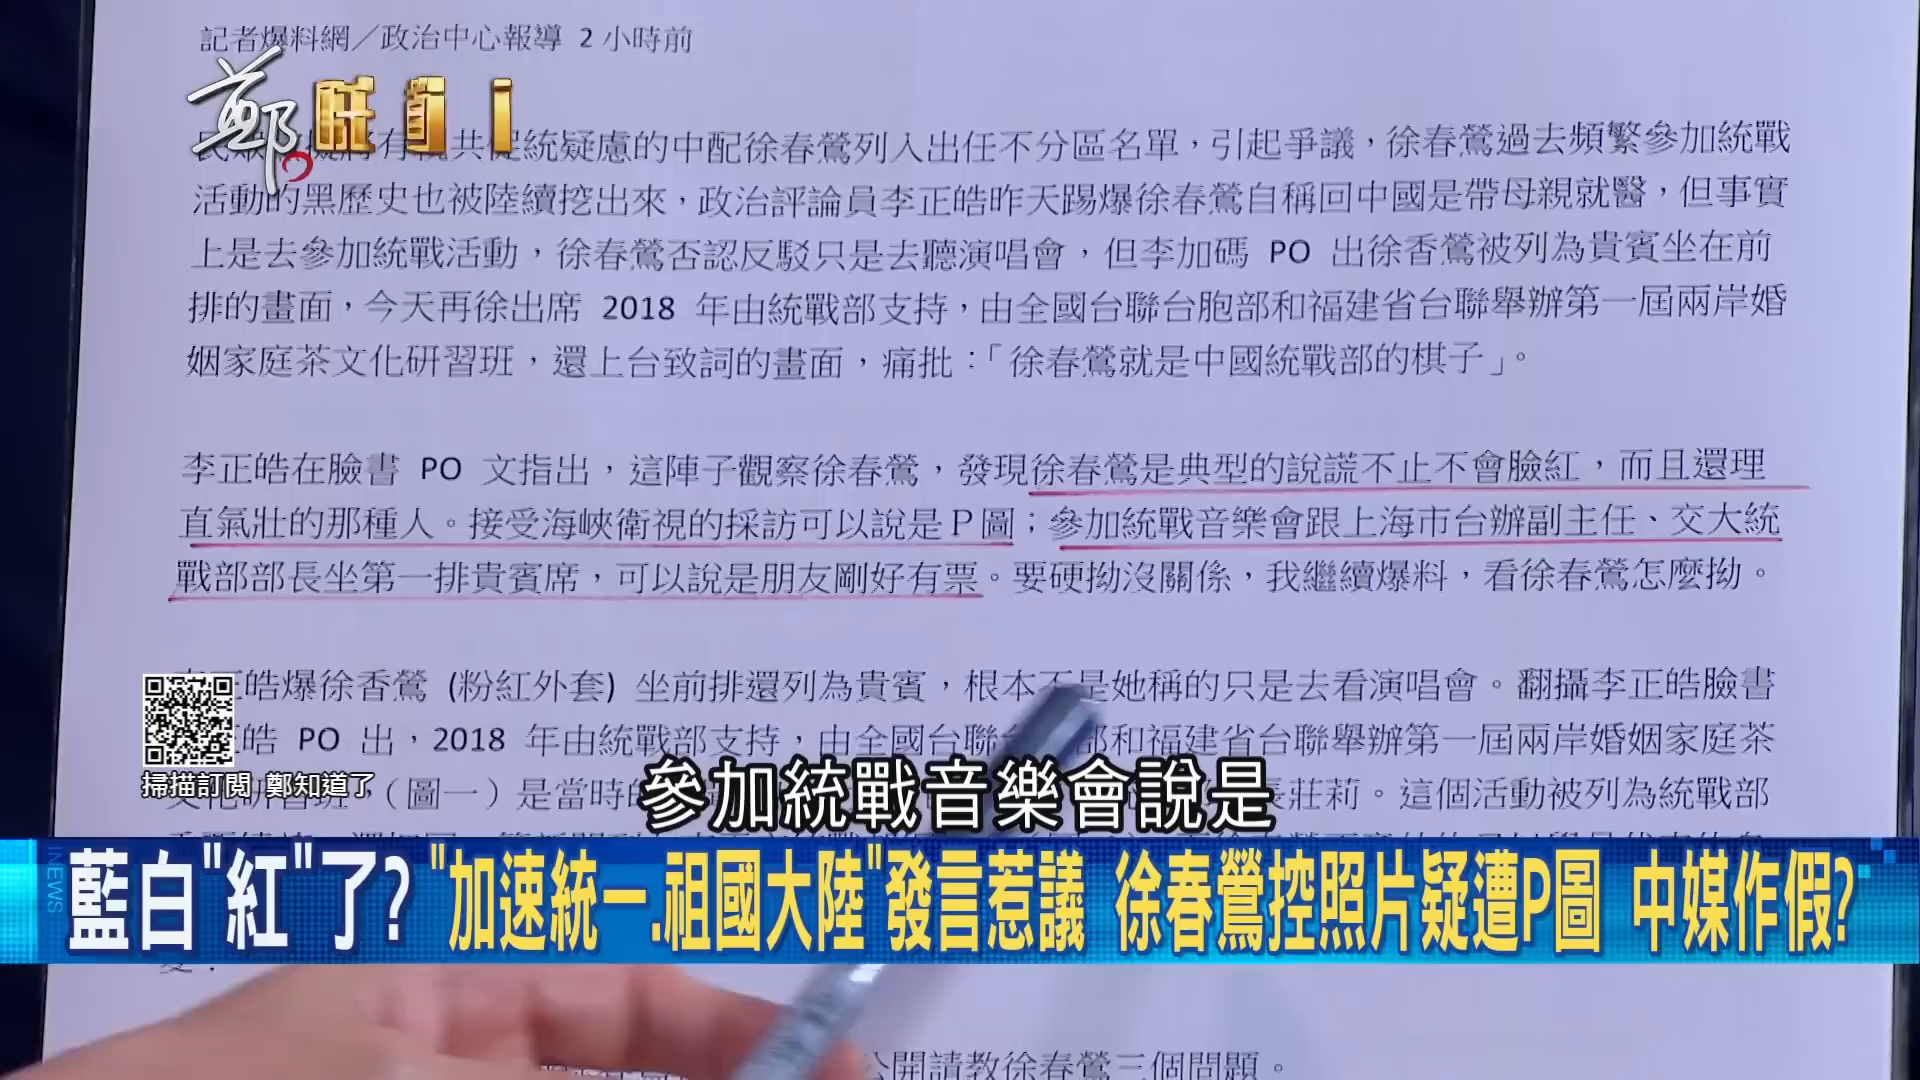 記者爆料網／政治中心報導 2 小時前
鄭
共促統疑慮的中配徐春鶯列入出任不分區名單，引起爭議，徐春鶯過去頻繁參加統戰
活動的黑歷史也被陸續挖出來，政治評論員李正皓昨天踢爆徐春鶯自稱回中國是帶母親就醫，但事實
上是去參加統戰活動，徐春鶯否認反駁只是去聽演唱會，但李加碼 PO 出徐香鶯被列為貴賓坐在前
排的畫面，今天再徐出席 2018 年由統戰部支持，由全國台聯台胞部和福建省台聯舉辦第一屆兩岸婚
姻家庭茶文化研習班，還上台致詞的畫面，痛批：「徐春鶯就是中國統戰部的棋子」。
李正皓在臉書 PO 文指出，這陣子觀察徐春鶯，發現徐春鶯是典型的說謊不止不會臉紅，而且還理
直氣壯的那種人。接受海峽衛視的採訪可以說是Ｐ圖；參加統戰音樂會跟上海市台辦副主任、交大統
戰部部長坐第一排貴賓席，可以說是朋友剛好有票。要硬拗沒關係，我繼續爆料，看徐春鶯怎麼拗。
正皓爆徐香鶯 (粉紅外套) 坐前排還列為貴賓，根本不是她稱的只是去看演唱會。翻攝李正皓臉書
正皓 PO 出，2018 年由統戰部支持，由全國台聯台 部和福建省台聯舉辦第一屆兩岸婚姻家庭茶
掃描訂閱 鄭知道了
文化研習班，（圖一）是當時的 長莊莉。這個活動被列為統戰部
參加統戰音樂會說是
NEWS
藍白"紅"了? "加速統一.祖國大陸"發言惹議 徐春鶯控照片疑遭P圖 中媒作假?
公開請教徐春鶯三個問題。